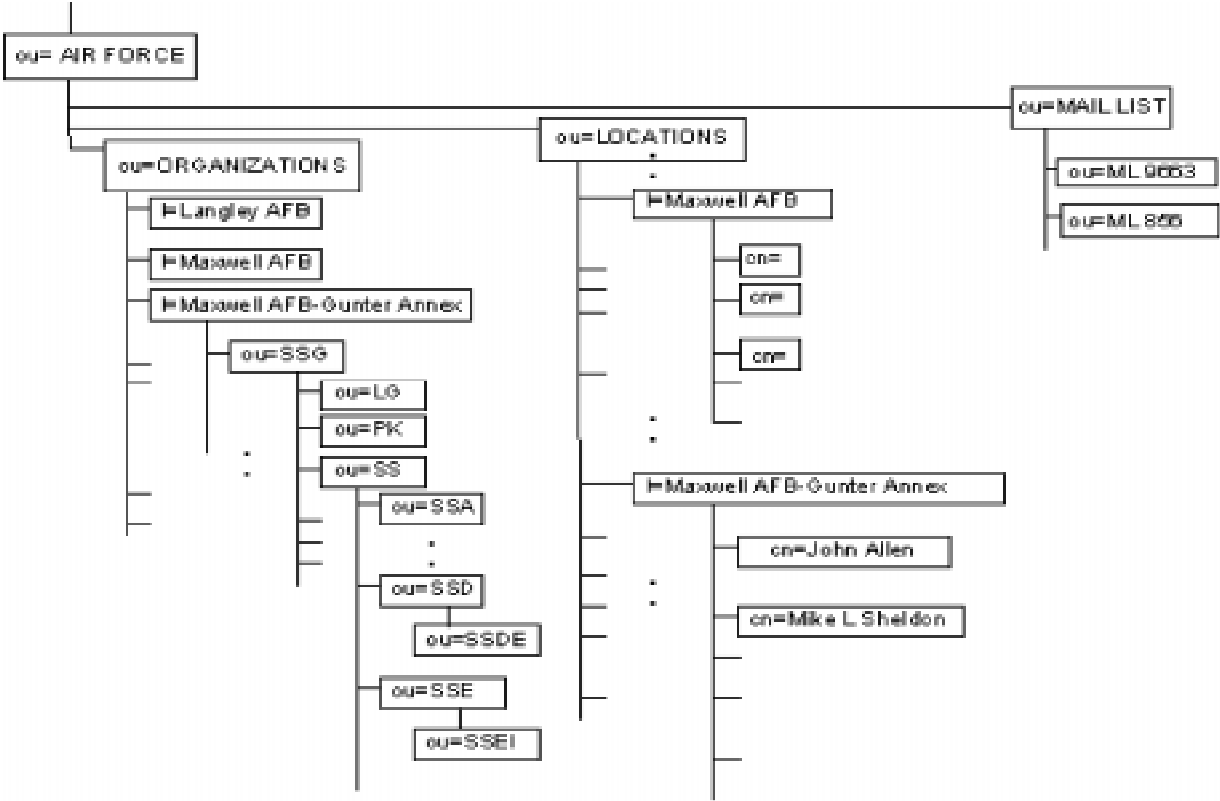 ou= AIR FORCE
ou=MAIL LIST
ou=ML 9663
ou=ML 855
ou=ORGANIZATIONS
l=Langley AFB
l=Maxwell AFB
l=Maxwell AFB-Gunter Annex
ou=SSG
ou=LG
ou=PK
ou=SS
ou=SSA
ou=SSD
ou=SSDE
ou=SSE
ou=SSEI
ou=LOCATIONS
l=Maxwell AFB
cn=
cn=
cn=
l=Maxwell AFB-Gunter Annex
cn=John Allen
cn=Mike L Sheldon